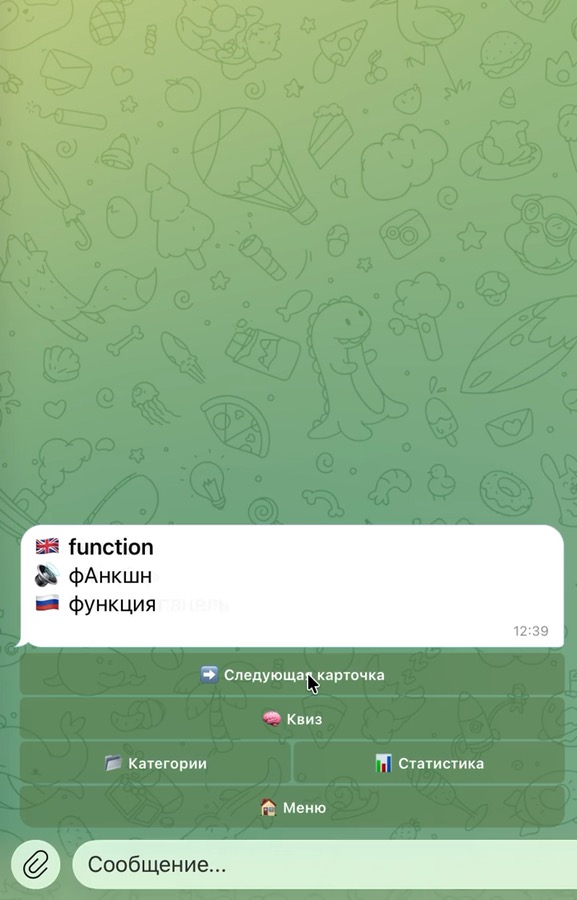 function
фАнкшн
функция
12:39
Следующая карточка
Квиз
Категории
Статистика
Меню
Сообщение...